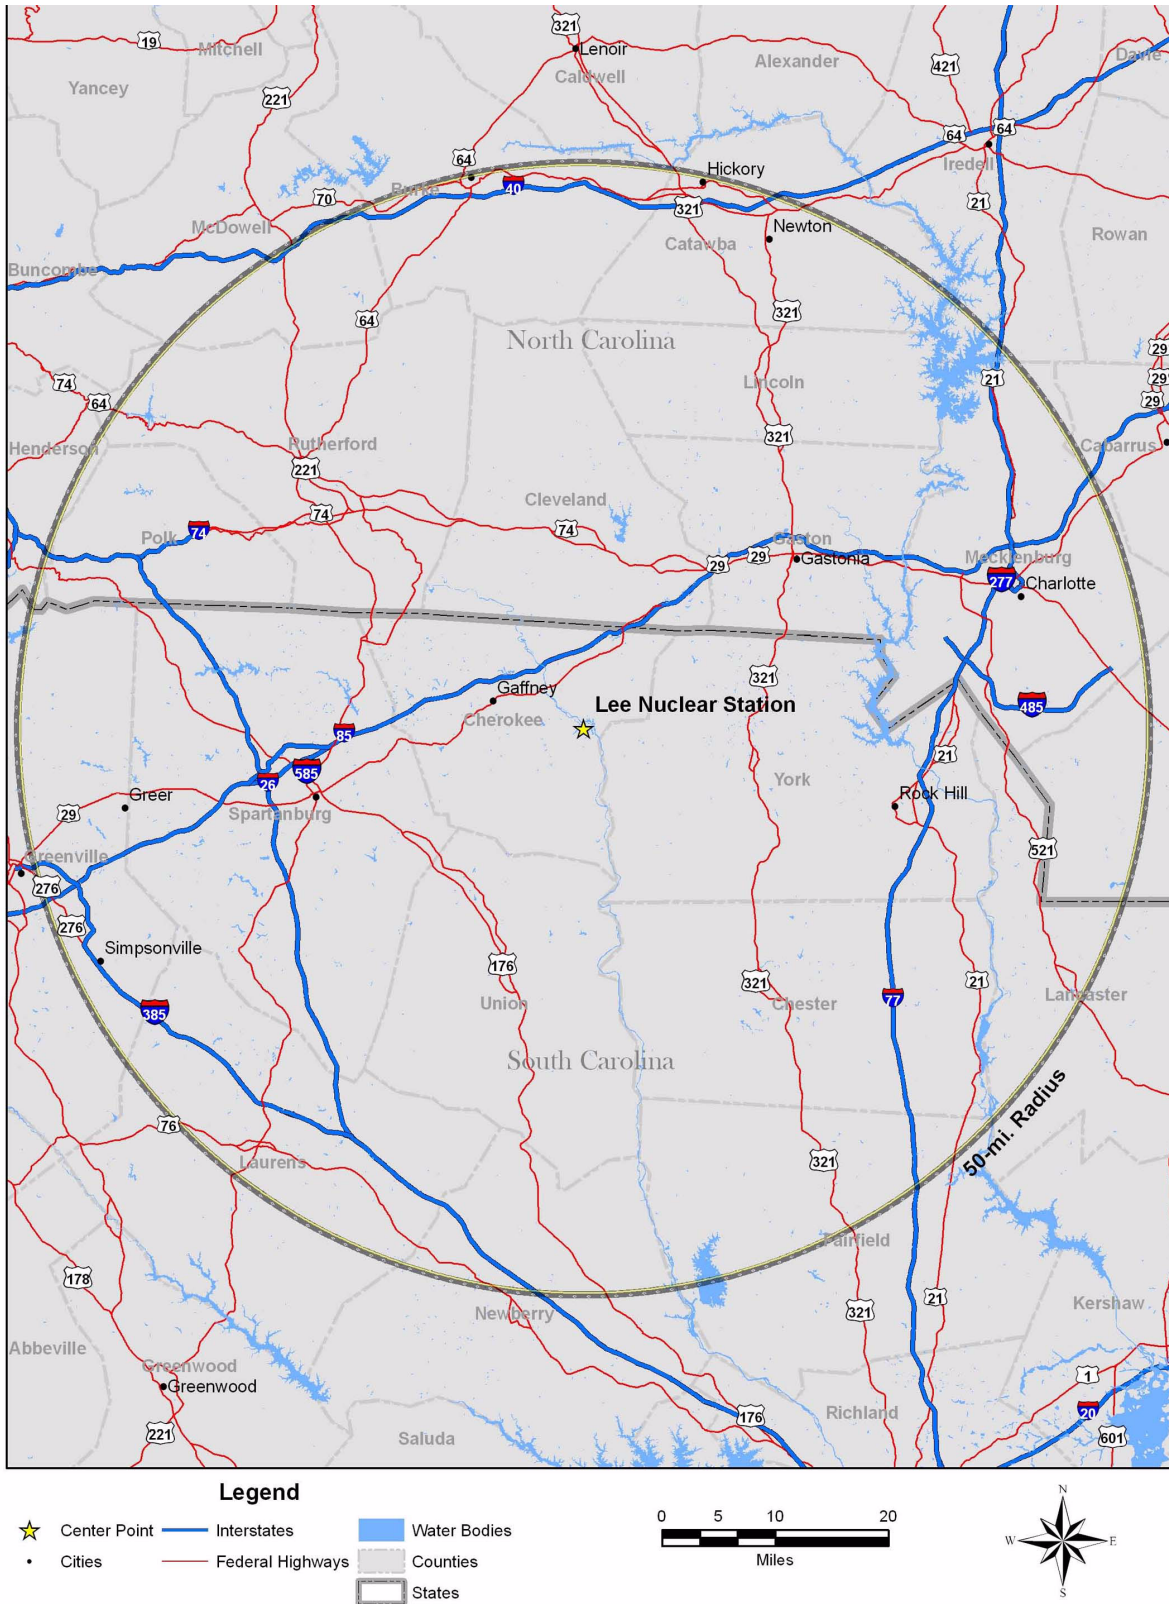 321
19
Mitchell
Lenoir
Davie
Alexander
421
Caldwell
Yancey
221
64
64
64
Iredell
Hickory
40
Burke
70
21
321
McDowell
Newton
Rowan
Catawba
Buncombe
321
64
North Carolina
29
29
21
74
Lincoln
64
29
321
Rutherford
Henderson
Cabarrus
221
Cleveland
74
74
74
Polk
Gaston
29
29
Gastonia
Mecklenburg
277
Charlotte
321
Gaffney
Lee Nuclear Station
485
Cherokee
85
21
585
26
York
Greer
Rock Hill
29
Spartanburg
521
Greenville
276
276
Simpsonville
176
321
21
77
Lancaster
Union
Chester
385
South Carolina
50-mi. Radius
76
321
Laurens
Fairfield
178
21
Kershaw
321
Newberry
Abbeville
Greenwood
1
Greenwood
20
Richland
176
221
Saluda
601
Legend
Center Point
Interstates
Water Bodies
Cities
Federal Highways
Counties
States
0 5 10 20
Miles
N
W E
S